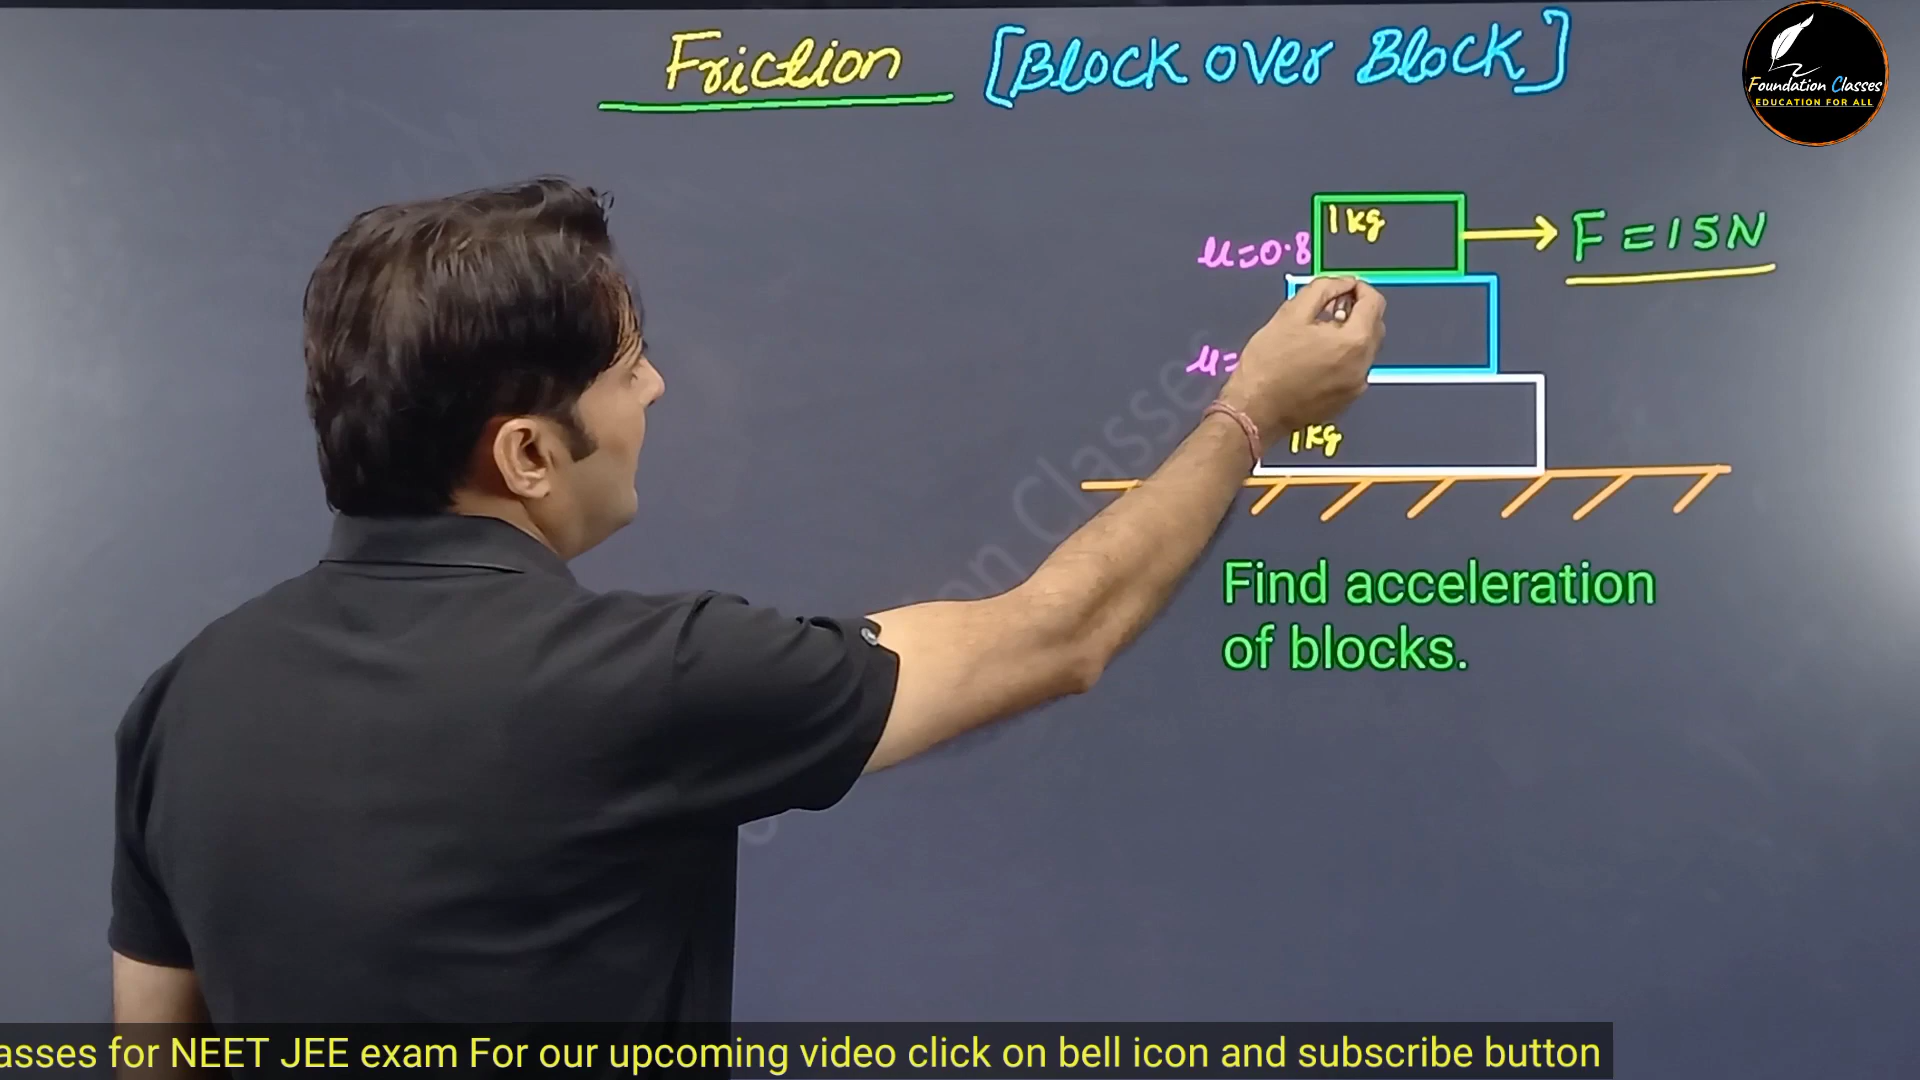 Friction [Block over Block]
Foundation Classes
EDUCATION FOR ALL
1kg
F = 15N
μ=0.8
μ=
1kg
Classes
Find acceleration
of blocks.
asses for NEET JEE exam For our upcoming video click on bell icon and subscribe button